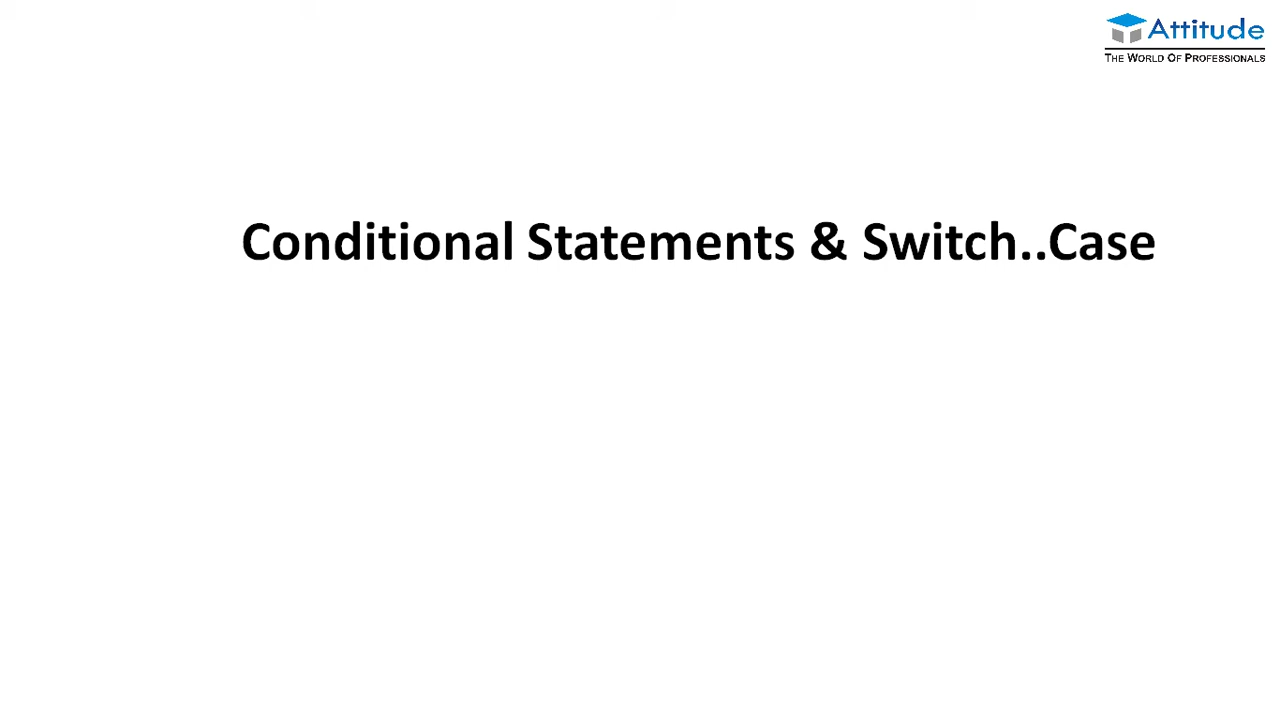 Attitude
THE WORLD OF PROFESSIONALS
Conditional Statements & Switch..Case